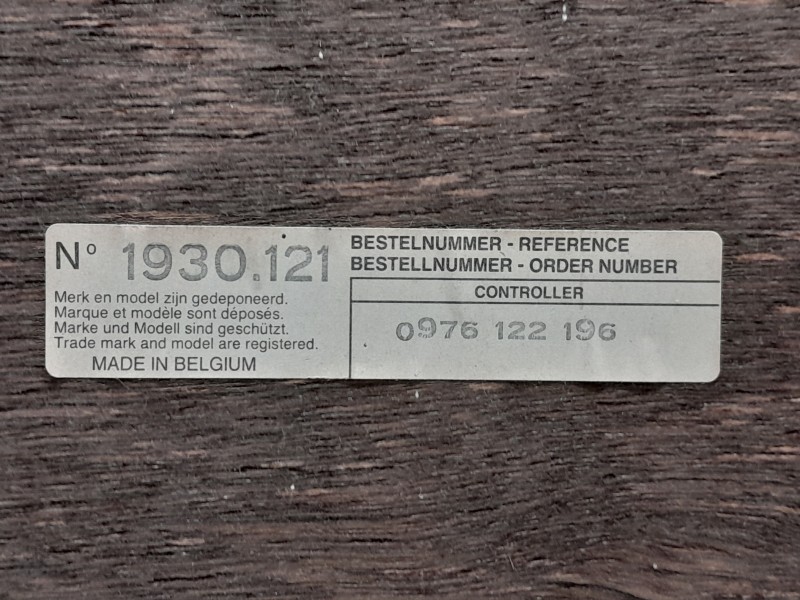 Nº 1930.121
Merk en model zijn gedeponeerd.
Marque et modèle sont déposés.
Marke und Modell sind geschützt.
Trade mark and model are registered.
MADE IN BELGIUM
BESTELNUMMER - REFERENCE
BESTELLNUMMER - ORDER NUMBER
CONTROLLER
0976 122 196